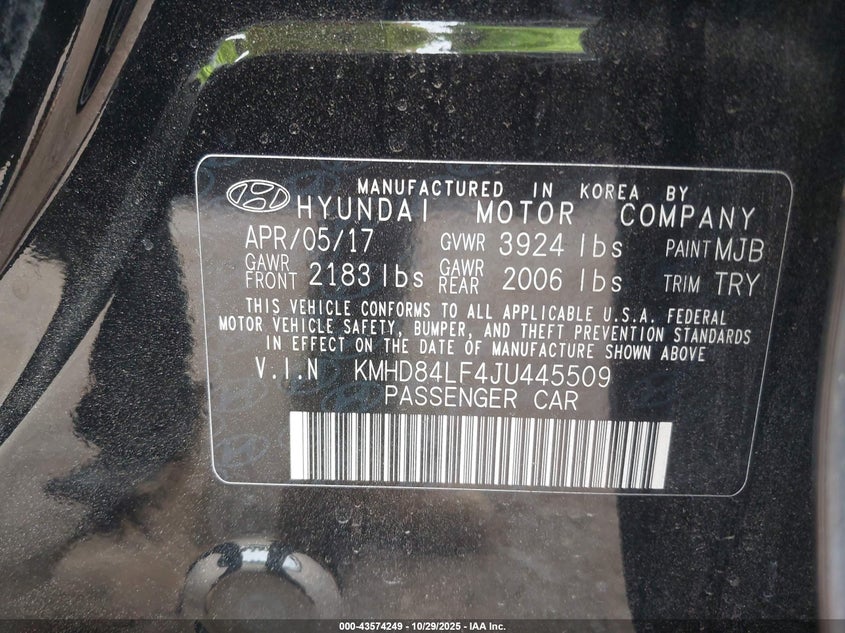 MANUFACTURED IN KOREA BY
HYUNDAI MOTOR COMPANY
APR/05/17 GVWR 3924 lbs PAINT MJB
GAWR FRONT 2183 lbs GAWR REAR 2006 lbs TRIM TRY
THIS VEHICLE CONFORMS TO ALL APPLICABLE U.S.A. FEDERAL
MOTOR VEHICLE SAFETY, BUMPER, AND THEFT PREVENTION STANDARDS
IN EFFECT ON THE DATE OF MANUFACTURE SHOWN ABOVE
V.I.N KMHD84LF4JU445509
PASSENGER CAR
000-43574249 | 10/29/2025 | IAA Inc.